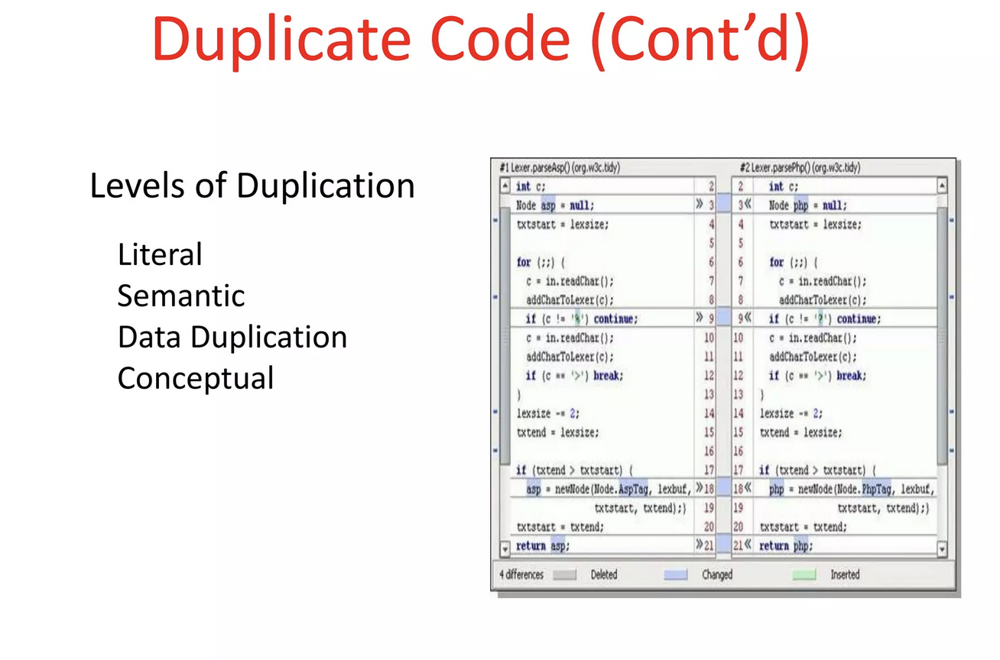 Duplicate Code (Cont’d)
Levels of Duplication
Literal
Semantic
Data Duplication
Conceptual
#1 Lexer.parseAsp() (org.w3c.tidy)
int c; 2
Node asp = null; » 3
txtstart = lexsize; 4
5
for (;;) { 6
c = in.readChar(); 7
addCharToLexer(c); 8
if (c != '%') continue; » 9
c = in.readChar(); 10
addCharToLexer(c); 11
if (c == '>') break; 12
} 13
lexsize -= 2; 14
txtend = lexsize; 15
16
if (txtend > txtstart) { 17
asp = newNode(Node.AspTag, lexbuf, »18
txtstart, txtend);} 19
txtstart = txtend; 20
return asp; »21
#2 Lexer.parsePhp() (org.w3c.tidy)
2 int c;
3« Node php = null;
4 txtstart = lexsize;
5
6 for (;;) {
7 c = in.readChar();
8 addCharToLexer(c);
9« if (c != '?') continue;
10 c = in.readChar();
11 addCharToLexer(c);
12 if (c == '>') break;
13 }
14 lexsize -= 2;
15 txtend = lexsize;
16
17 if (txtend > txtstart) {
18« php = newNode(Node.PhpTag, lexbuf,
19 txtstart, txtend);}
20 txtstart = txtend;
21« return php;
4 differences Deleted Changed Inserted